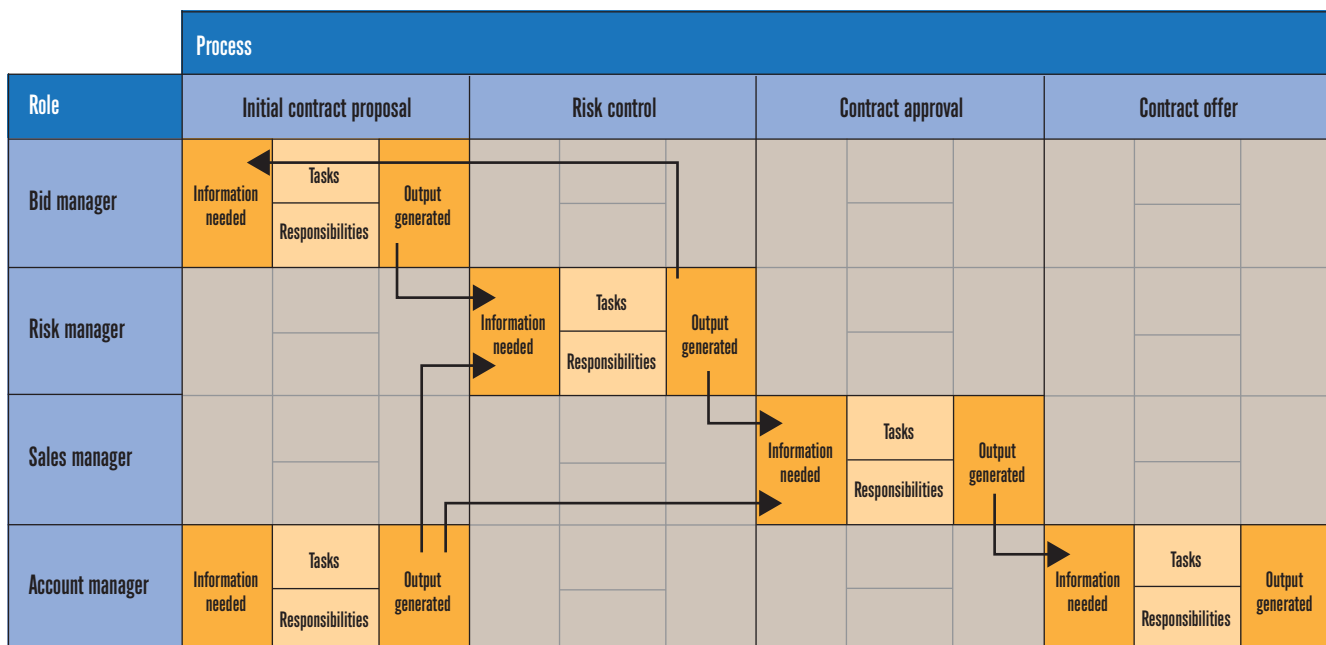 Process
Role
Initial contract proposal
Risk control
Contract approval
Contract offer
Bid manager
Information
needed
Tasks
Responsibilities
Output
generated
Risk manager
Information
needed
Tasks
Responsibilities
Output
generated
Sales manager
Information
needed
Tasks
Responsibilities
Output
generated
Account manager
Information
needed
Tasks
Responsibilities
Output
generated
Information
needed
Tasks
Responsibilities
Output
generated